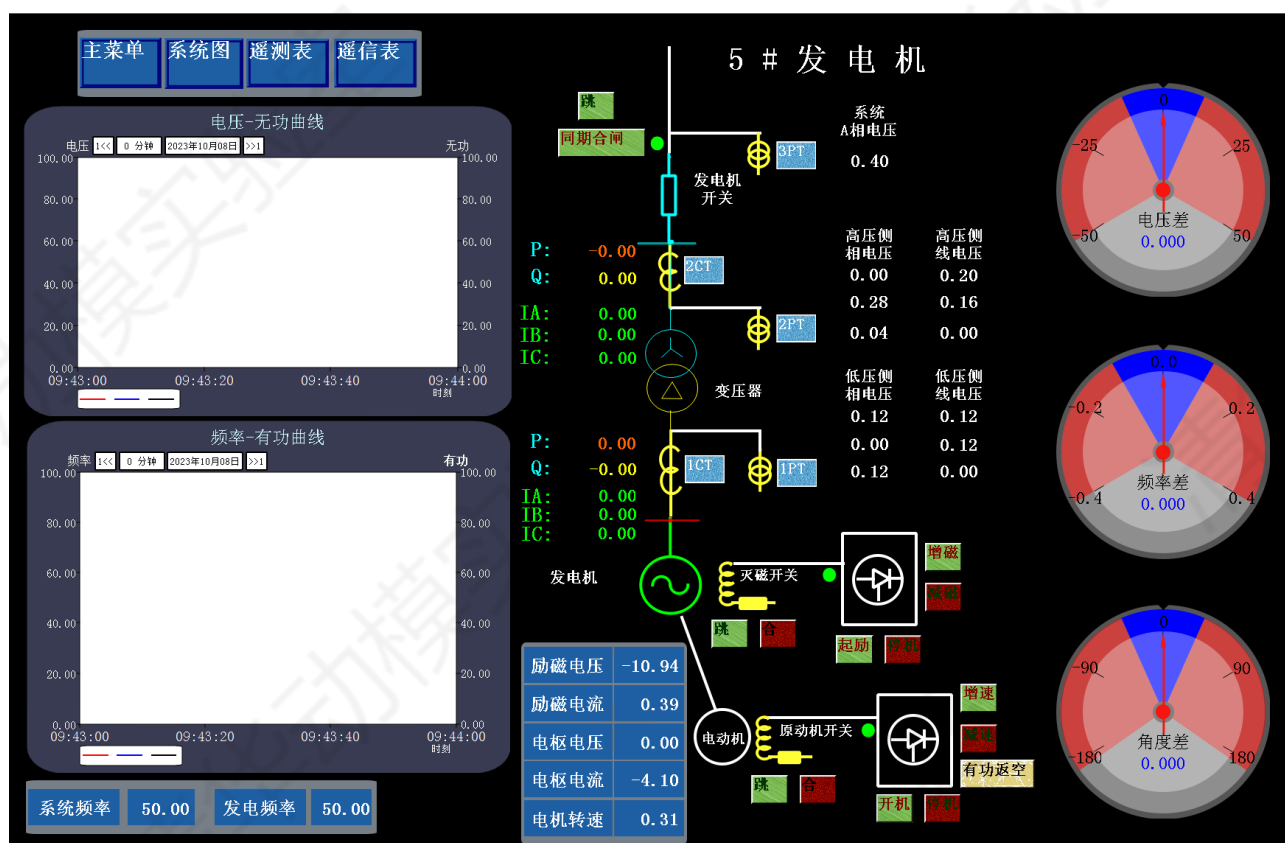 主菜单 系统图 遥测表 遥信表
5#发电机
电压-无功曲线
电压 1<< 0 分钟 2023年10月08日 >>1 无功
100.00 100.00
80.00 80.00
60.00 60.00
40.00 40.00
20.00 20.00
0.00 0.00
09:43:00 09:43:20 09:43:40 09:44:00
时刻
频率-有功曲线
频率 1<< 0 分钟 2023年10月08日 >>1 有功
100.00 100.00
80.00 80.00
60.00 60.00
40.00 40.00
20.00 20.00
0.00 0.00
09:43:00 09:43:20 09:43:40 09:44:00
时刻
系统频率 50.00 发电频率 50.00
跳
同期合闸
3PT
系统
A相电压
0.40
发电机
开关
P: -0.00
Q: 0.00
2CT
IA: 0.00
IB: 0.00
IC: 0.00
2PT
变压器
高压侧 高压侧
相电压 线电压
0.00 0.20
0.28 0.16
0.04 0.00
低压侧 低压侧
相电压 线电压
0.12 0.12
0.00 0.12
0.12 0.00
P: 0.00
Q: -0.00
1CT
1PT
IA: 0.00
IB: 0.00
IC: 0.00
发电机
灭磁开关
跳 合
增磁
减磁
起励 停机
励磁电压 -10.94
励磁电流 0.39
电枢电压 0.00
电枢电流 -4.10
电机转速 0.31
电动机
原动机开关
跳 合
增速
减速
有功返空
开机 停机
0
-25 25
-50 50
电压差
0.000
0.0
-0.2 0.2
-0.4 0.4
频率差
0.000
0
-90 90
-180 180
角度差
0.000